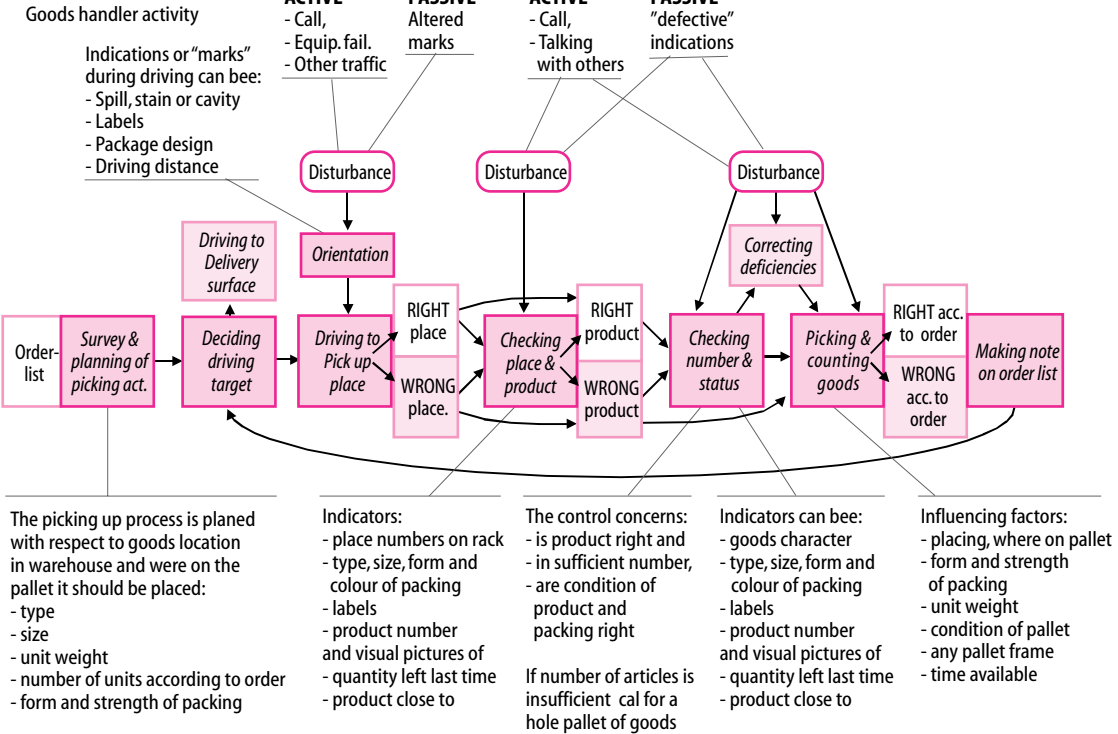 Goods handler activity
ACTIVE
- Call,
- Equip. fail.
- Other traffic
PASSIVE
Altered
marks
ACTIVE
- Call,
- Talking
with others
PASSIVE
”defective”
indications
Indications or “marks”
during driving can bee:
- Spill, stain or cavity
- Labels
- Package design
- Driving distance
Disturbance
Disturbance
Disturbance
Driving to
Delivery
surface
Orientation
Correcting
deficiencies
Order-
list
Survey &
planning of
picking act.
Deciding
driving
target
Driving to
Pick up
place
RIGHT
place
WRONG
place.
Checking
place &
product
RIGHT
product
WRONG
product
Checking
number &
status
Picking &
counting
goods
RIGHT acc.
to order
WRONG
acc. to
order
Making note
on order list
The picking up process is planed
with respect to goods location
in warehouse and were on the
pallet it should be placed:
- type
- size
- unit weight
- number of units according to order
- form and strength of packing
Indicators:
- place numbers on rack
- type, size, form and
colour of packing
- labels
- product number
and visual pictures of
- quantity left last time
- product close to
The control concerns:
- is product right and
- in sufficient number,
- are condition of
product and
packing right
If number of articles is
insufficient cal for a
hole pallet of goods
Indicators can bee:
- goods character
- type, size, form and
colour of packing
- labels
- product number
and visual pictures of
- quantity left last time
- product close to
Influencing factors:
- placing, where on pallet
- form and strength
of packing
- unit weight
- condition of pallet
- any pallet frame
- time available